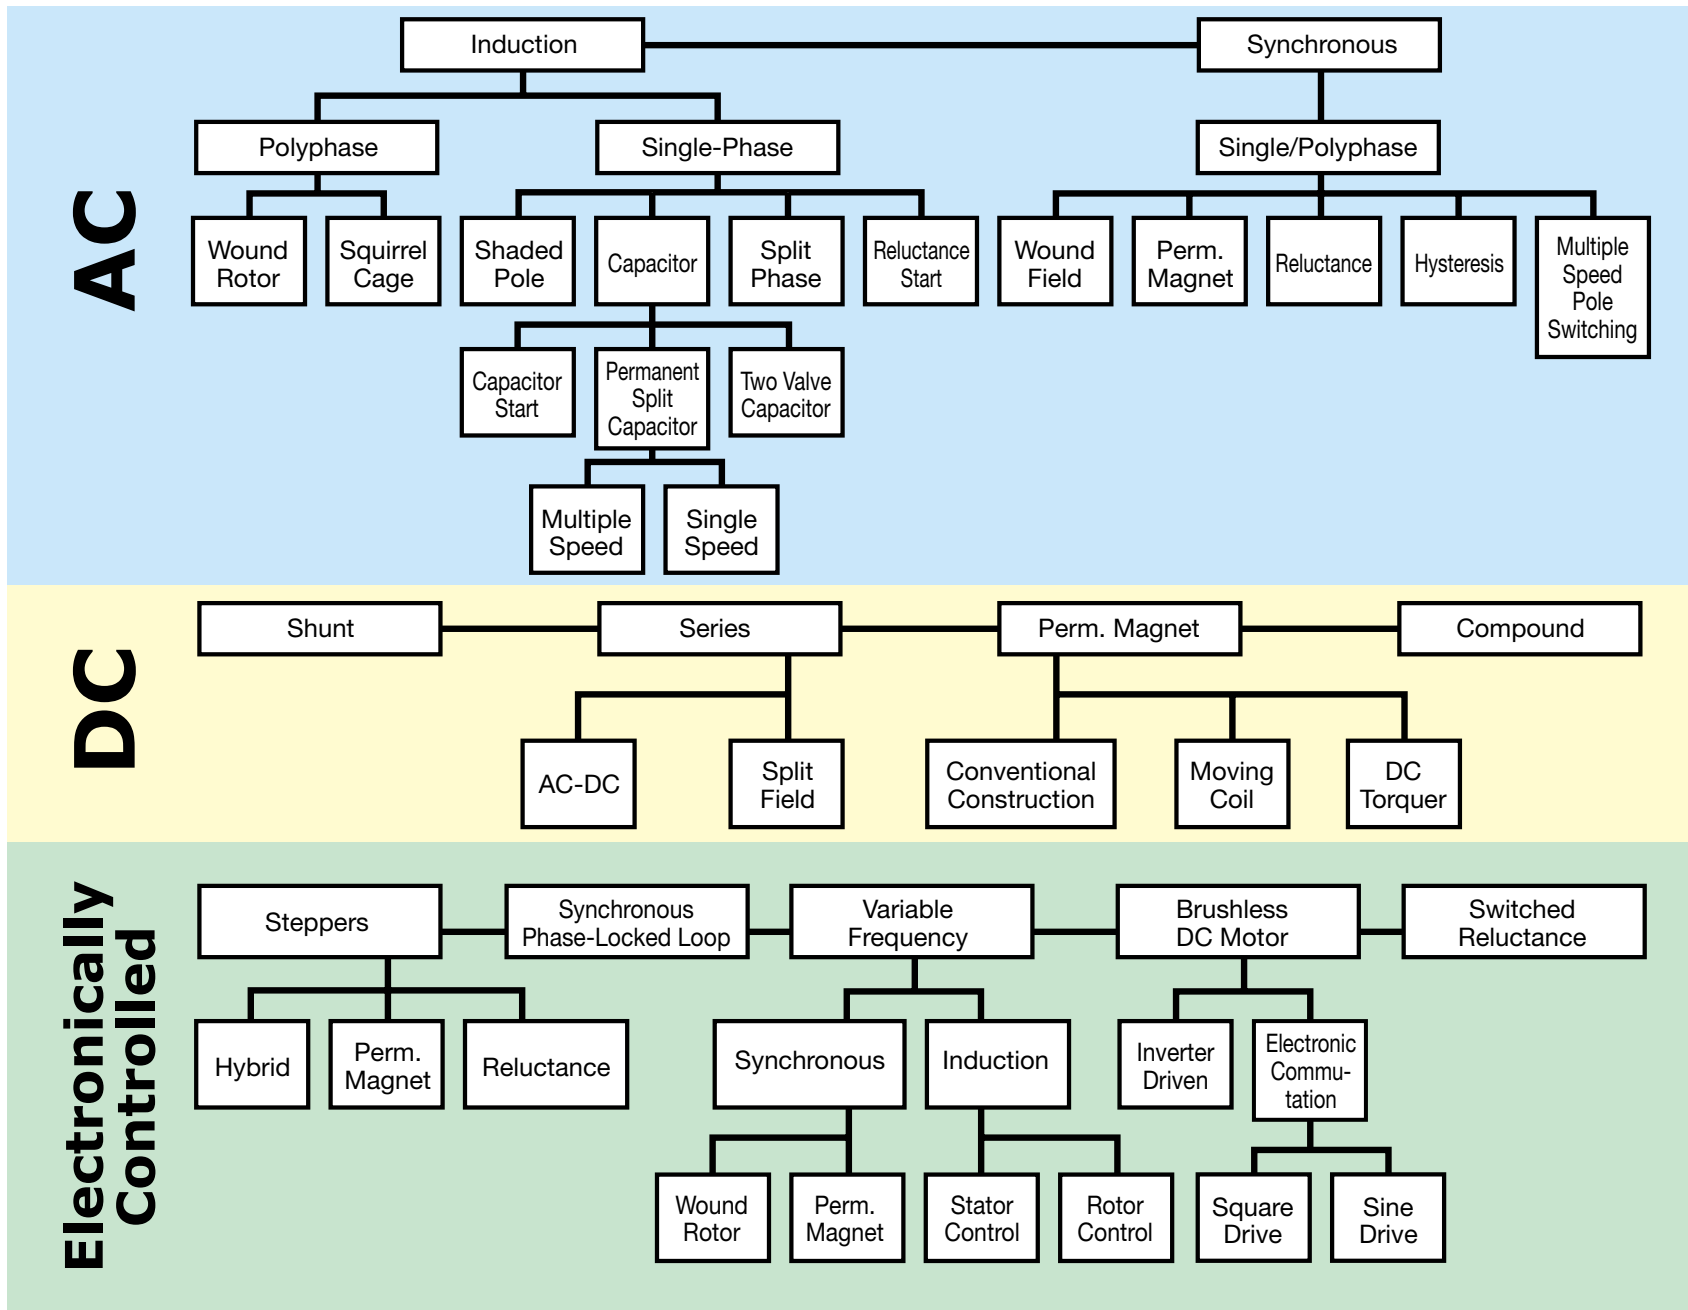 AC
Induction
Synchronous
Polyphase
Single-Phase
Single/Polyphase
Wound
Rotor
Squirrel
Cage
Shaded
Pole
Capacitor
Split
Phase
Reluctance
Start
Wound
Field
Perm.
Magnet
Reluctance
Hysteresis
Multiple
Speed
Pole
Switching
Capacitor
Start
Permanent
Split
Capacitor
Two Valve
Capacitor
Multiple
Speed
Single
Speed
DC
Shunt
Series
Perm. Magnet
Compound
AC-DC
Split
Field
Conventional
Construction
Moving
Coil
DC
Torquer
Electronically
Controlled
Steppers
Synchronous
Phase-Locked Loop
Variable
Frequency
Brushless
DC Motor
Switched
Reluctance
Hybrid
Perm.
Magnet
Reluctance
Synchronous
Induction
Inverter
Driven
Electronic
Commu-
tation
Wound
Rotor
Perm.
Magnet
Stator
Control
Rotor
Control
Square
Drive
Sine
Drive